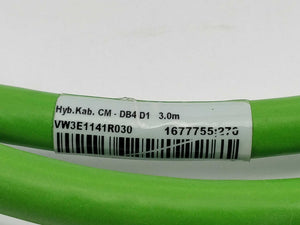 Hyb.Kab. CM - DB4 D1 3.0m
VW3E1141R030 1677755:270